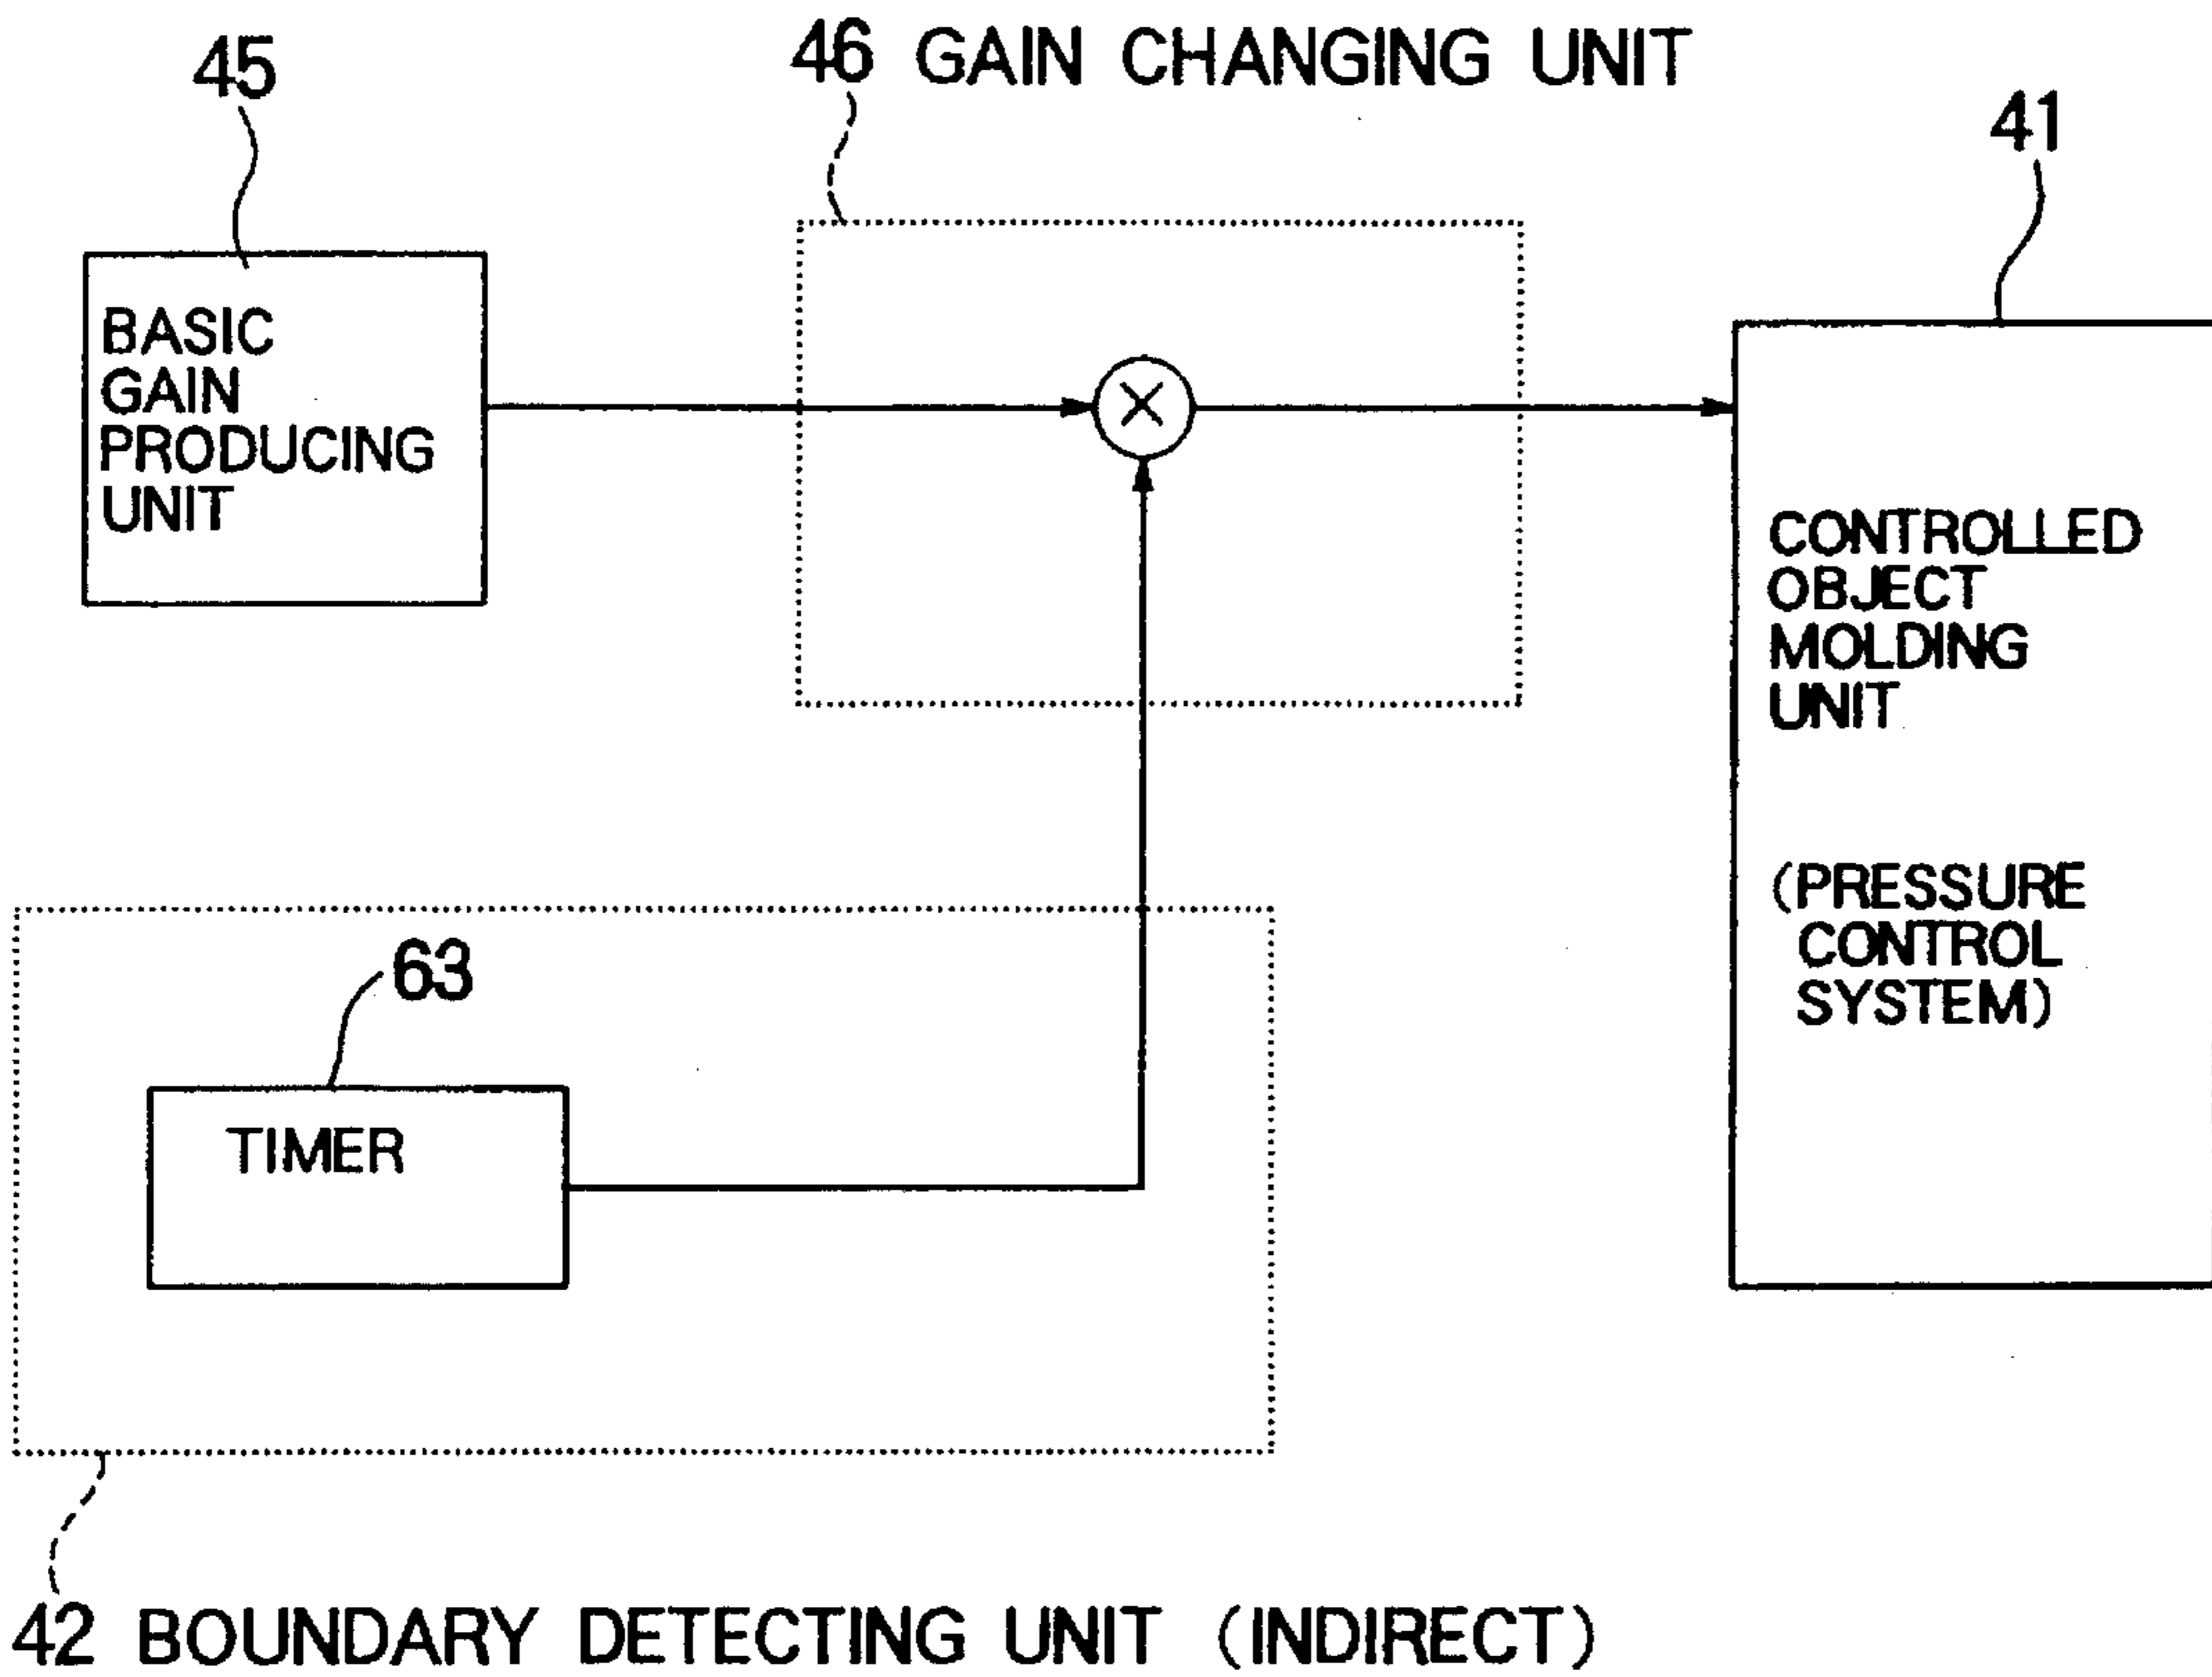 46 GAIN CHANGING UNIT
45
41
BASIC
GAIN
PRODUCING
UNIT
CONTROLLED
OBJECT
MOLDING
UNIT
(PRESSURE
CONTROL
SYSTEM)
63
TIMER
42 BOUNDARY DETECTING UNIT (INDIRECT)